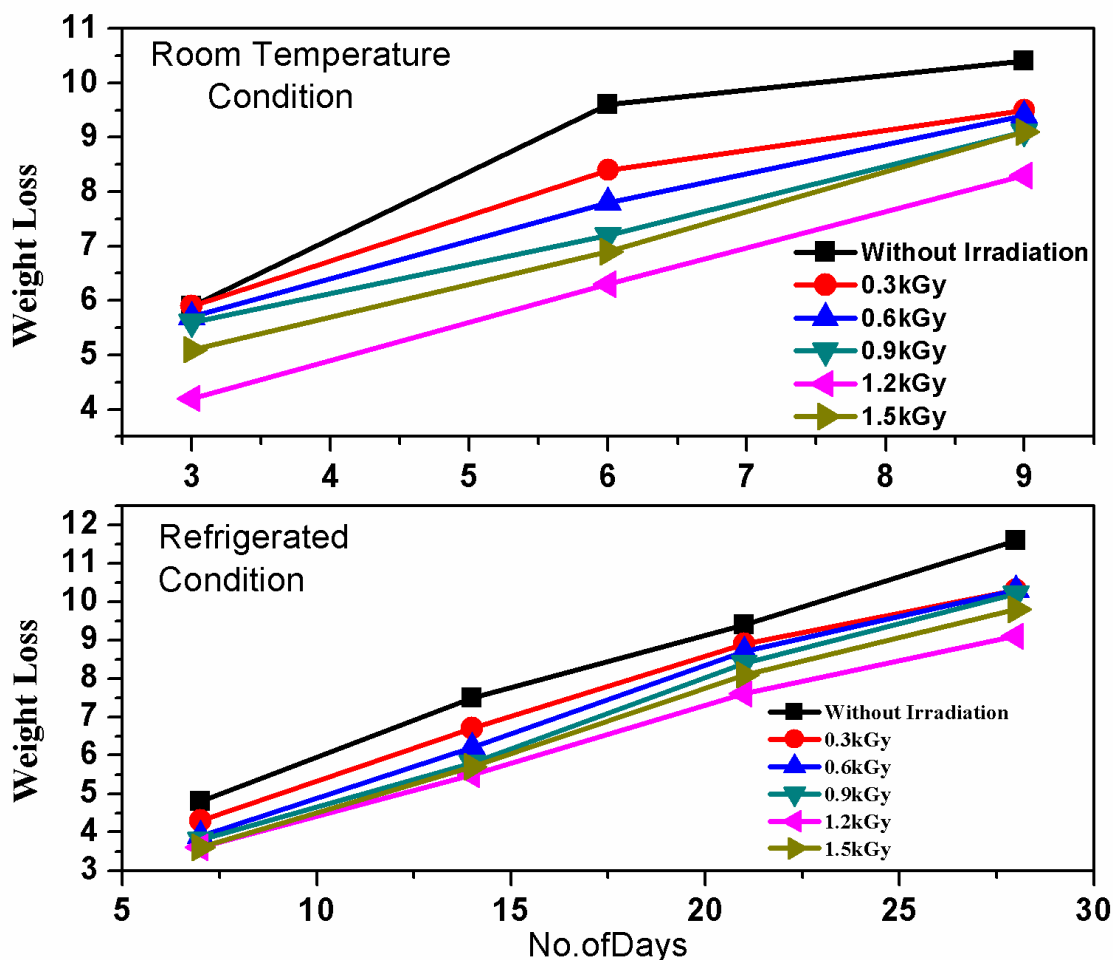 Room Temperature
Condition
Weight Loss
11
10
9
8
7
6
5
4
3
4
5
6
7
8
9
Without Irradiation
0.3kGy
0.6kGy
0.9kGy
1.2kGy
1.5kGy
Refrigerated
Condition
Weight Loss
12
11
10
9
8
7
6
5
4
3
5
10
15
20
25
30
Without Irradiation
0.3kGy
0.6kGy
0.9kGy
1.2kGy
1.5kGy
No.ofDays